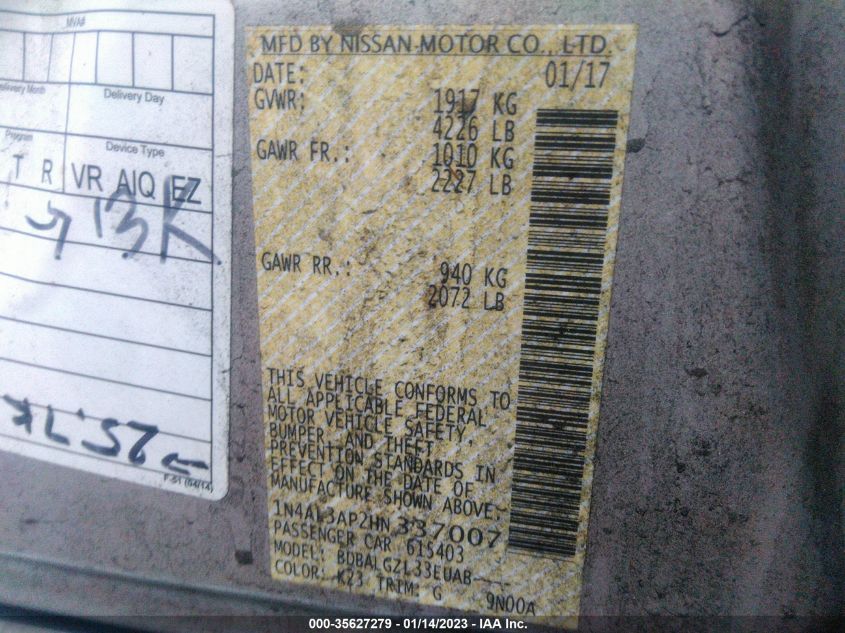 MVA#
Delivery Month
Delivery Day
Program
Device Type
T R VR AIQ EZ
13K
25.7K
F-51 (04/14)
MFD BY NISSAN MOTOR CO., LTD.
DATE: 01/17
GVWR: 1917 KG
4226 LB
GAWR FR.: 1010 KG
2227 LB
GAWR RR.: 940 KG
2072 LB
THIS VEHICLE CONFORMS TO
ALL APPLICABLE FEDERAL
MOTOR VEHICLE SAFETY
BUMPER, AND THEFT
PREVENTION STANDARDS IN
EFFECT ON THE DATE OF
MANUFACTURE SHOWN ABOVE-
1N4AL3AP2HN337007
PASSENGER CAR 615403
MODEL: BDBALGZL33EUAB----
COLOR: K23 TRIM: G 9N00A
000-35627279 - 01/14/2023 - IAA Inc.